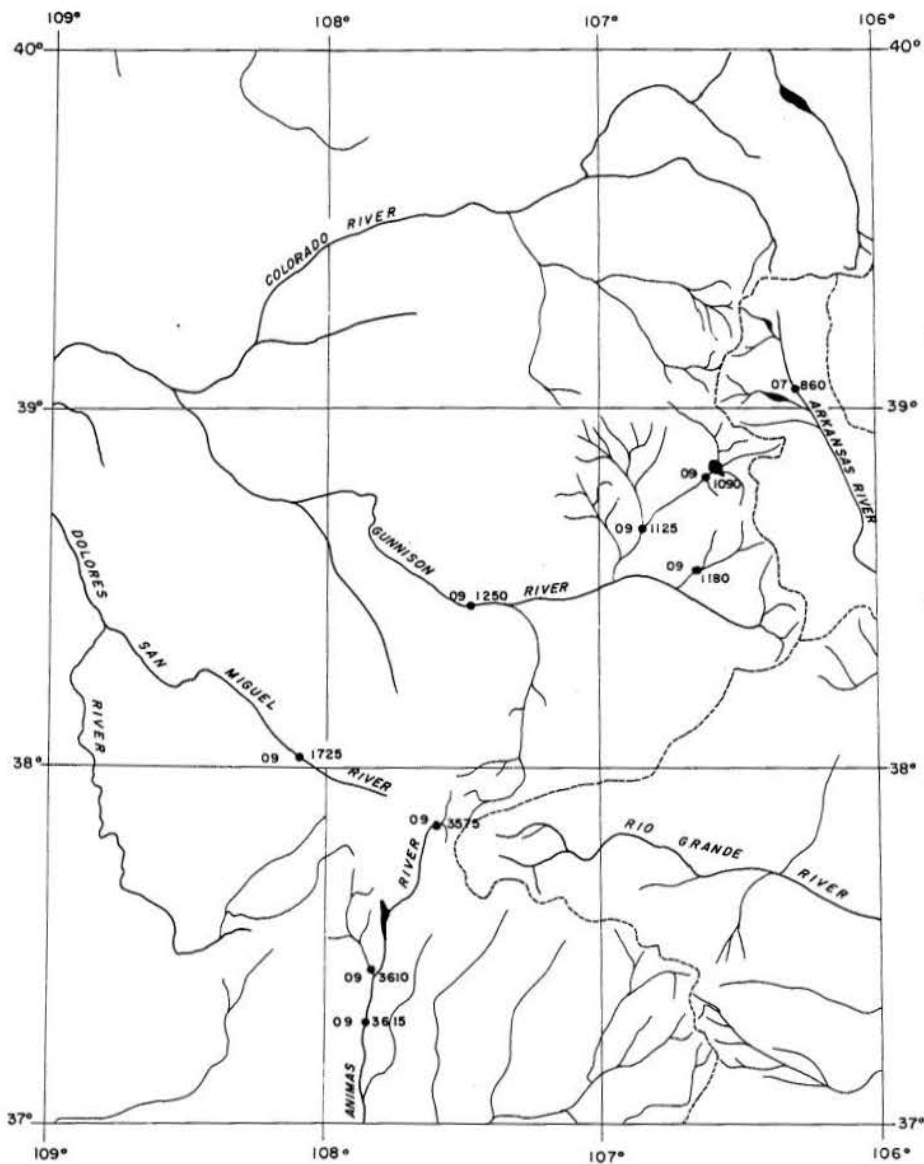 109° 108° 107° 106°
40° 40°
COLORADO RIVER
07 860
39° 39°
ARKANSAS RIVER
09 1090
09 1125
09 1180
GUNNISON RIVER
09 1250
DOLORES RIVER
SAN MIGUEL RIVER
09 1725
38° 38°
09 3575
RIO GRANDE RIVER
ANIMAS RIVER
09 3610
09 3615
37° 37°
109° 108° 107° 106°